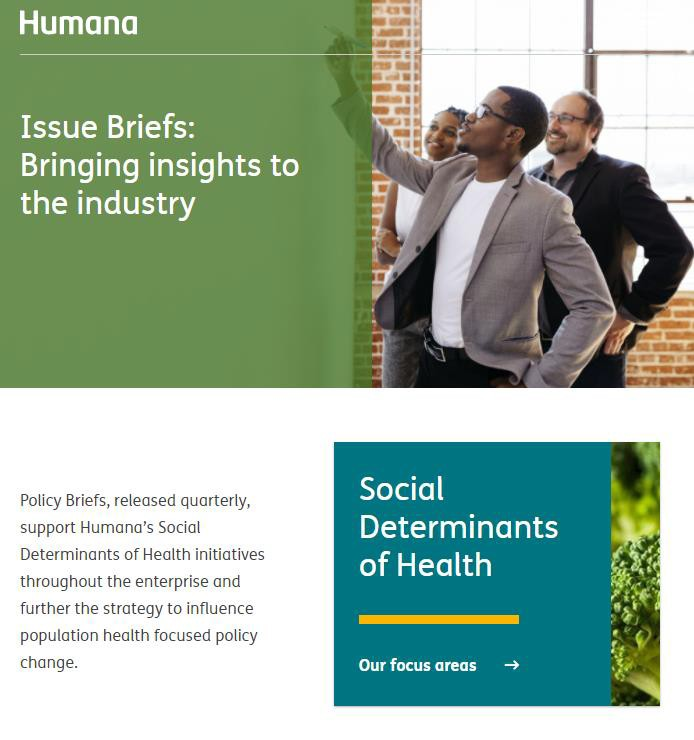 Humana
Issue Briefs:
Bringing insights to
the industry
Policy Briefs, released quarterly,
support Humana's Social
Determinants of Health initiatives
throughout the enterprise and
further the strategy to influence
population health focused policy
change.
Social
Determinants
of Health
Our focus areas →